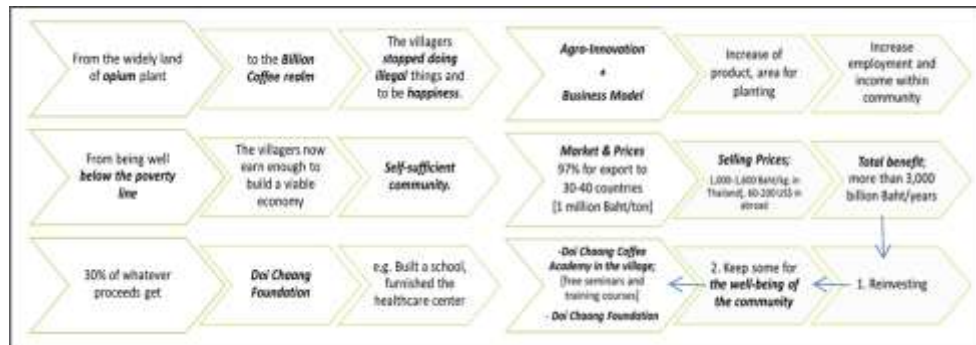 From the widely land
of opium plant
to the Billion
Coffee realm
The villagers
stopped doing
illegal things and
to be happiness.
Agro-Innovation
+
Business Model
Increase of
product, area for
planting
Increase
employment and
income within
community
From being well
below the poverty
line
The villagers now
earn enough to
build a viable
economy
Self-sufficient
community.
Market & Prices
97% for export to
30-40 countries
[1 million Baht/ton]
Selling Prices;
1,000-1,600 Baht/kg. in
Thailand, 60-200 US$ in
abroad
Total benefit;
more than 3,000
billion Baht/years
30% of whatever
proceeds get
Doi Chaang
Foundation
e.g. Built a school,
furnished the
healthcare center
-Doi Chaang Coffee
Academy in the village;
[free seminars and
training courses]
- Doi Chaang Foundation
2. Keep some for
the well-being of
the community
1. Reinvesting